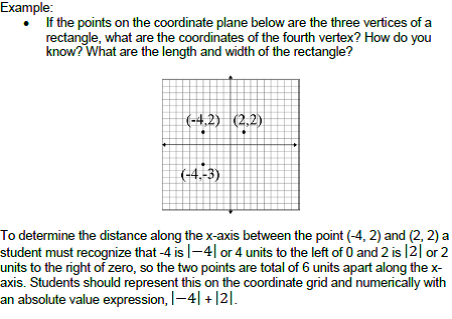 Example:
• If the points on the coordinate plane below are the three vertices of a
rectangle, what are the coordinates of the fourth vertex? How do you
know? What are the length and width of the rectangle?
(-4,2) (2,2)
(-4,-3)
To determine the distance along the x-axis between the point (-4, 2) and (2, 2) a
student must recognize that -4 is |−4| or 4 units to the left of 0 and 2 is |2| or 2
units to the right of zero, so the two points are total of 6 units apart along the x-
axis. Students should represent this on the coordinate grid and numerically with
an absolute value expression, |−4| + |2|.